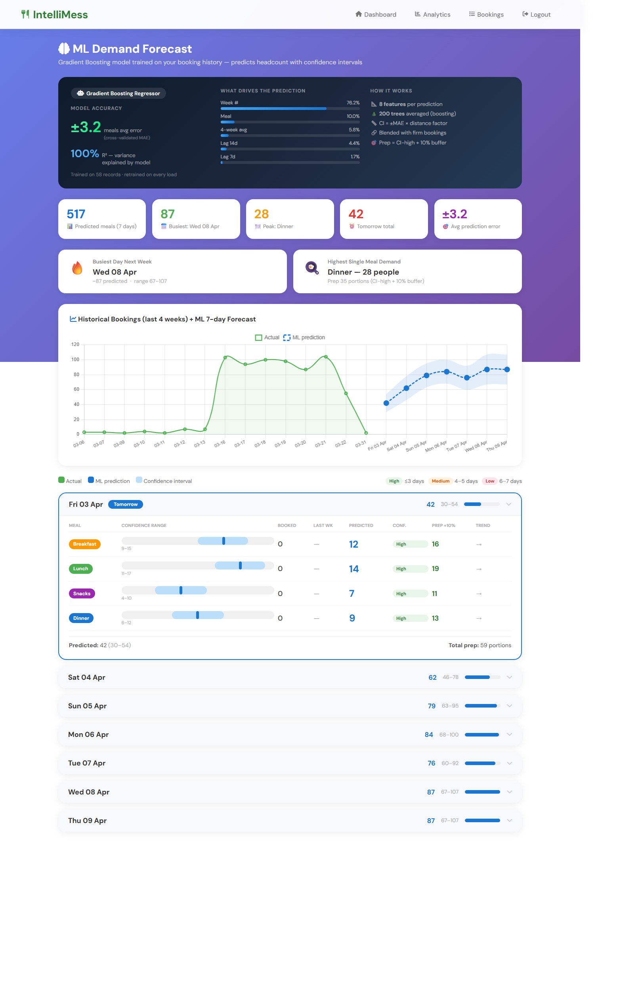 IntelliMess
Dashboard
Analytics
Bookings
Logout
ML Demand Forecast
Gradient Boosting model trained on your booking history — predicts headcount with confidence intervals
Gradient Boosting Regressor
MODEL ACCURACY
±3.2 meals avg error
(cross-validated MAE)
100% R² — variance
explained by model
Trained on 58 records · retrained on every load
WHAT DRIVES THE PREDICTION
Week # 76.2%
Meal 10.0%
4-week avg 5.8%
Lag 14d 4.4%
Lag 7d 1.7%
HOW IT WORKS
8 features per prediction
200 trees averaged (boosting)
CI = ±MAE × distance factor
Blended with firm bookings
Prep = CI-high + 10% buffer
517
Predicted meals (7 days)
87
Busiest: Wed 08 Apr
28
Peak: Dinner
42
Tomorrow total
±3.2
Avg prediction error
Busiest Day Next Week
Wed 08 Apr
~87 predicted · range 67–107
Highest Single Meal Demand
Dinner — 28 people
Prep 35 portions (CI-high + 10% buffer)
Historical Bookings (last 4 weeks) + ML 7-day Forecast
Actual ML prediction
120
100
80
60
40
20
0
03-06 03-07 03-09 03-10 03-11 03-12 03-13 03-16 03-17 03-18 03-19 03-20 03-21 03-22 03-31 Fri 03 Apr Sat 04 Apr Sun 05 Apr Mon 06 Apr Tue 07 Apr Wed 08 Apr Thu 09 Apr
Actual ML prediction Confidence interval
High ≤3 days Medium 4–5 days Low 6–7 days
Fri 03 Apr Tomorrow 42 30–54
MEAL CONFIDENCE RANGE BOOKED LAST WK PREDICTED CONF. PREP +10% TREND
Breakfast 0 — 12 High 16 →
9–15
Lunch 0 — 14 High 19 →
11–17
Snacks 0 — 7 High 11 →
4–10
Dinner 0 — 9 High 13 →
6–12
Predicted: 42 (30–54)
Total prep: 59 portions
Sat 04 Apr 62 46–78
Sun 05 Apr 79 63–95
Mon 06 Apr 84 68–100
Tue 07 Apr 76 60–92
Wed 08 Apr 87 67–107
Thu 09 Apr 87 67–107